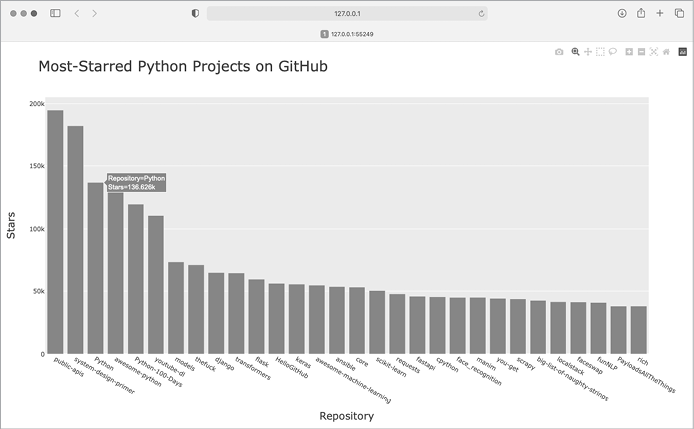 127.0.0.1
1 127.0.0.1:55249
Most-Starred Python Projects on GitHub
200k
150k
100k
50k
0
Stars
Repository=Python
Stars=136.626k
public-apis
system-design-primer
Python
awesome-python
Python-100-Days
youtube-dl
models
thefuck
django
transformers
flask
HelloGitHub
keras
awesome-machine-learning
ansible
core
scikit-learn
requests
fastapi
cpython
face_recognition
manim
you-get
scrapy
big-list-of-naughty-strings
localstack
faceswap
funNLP
PayloadsAllTheThings
rich
Repository